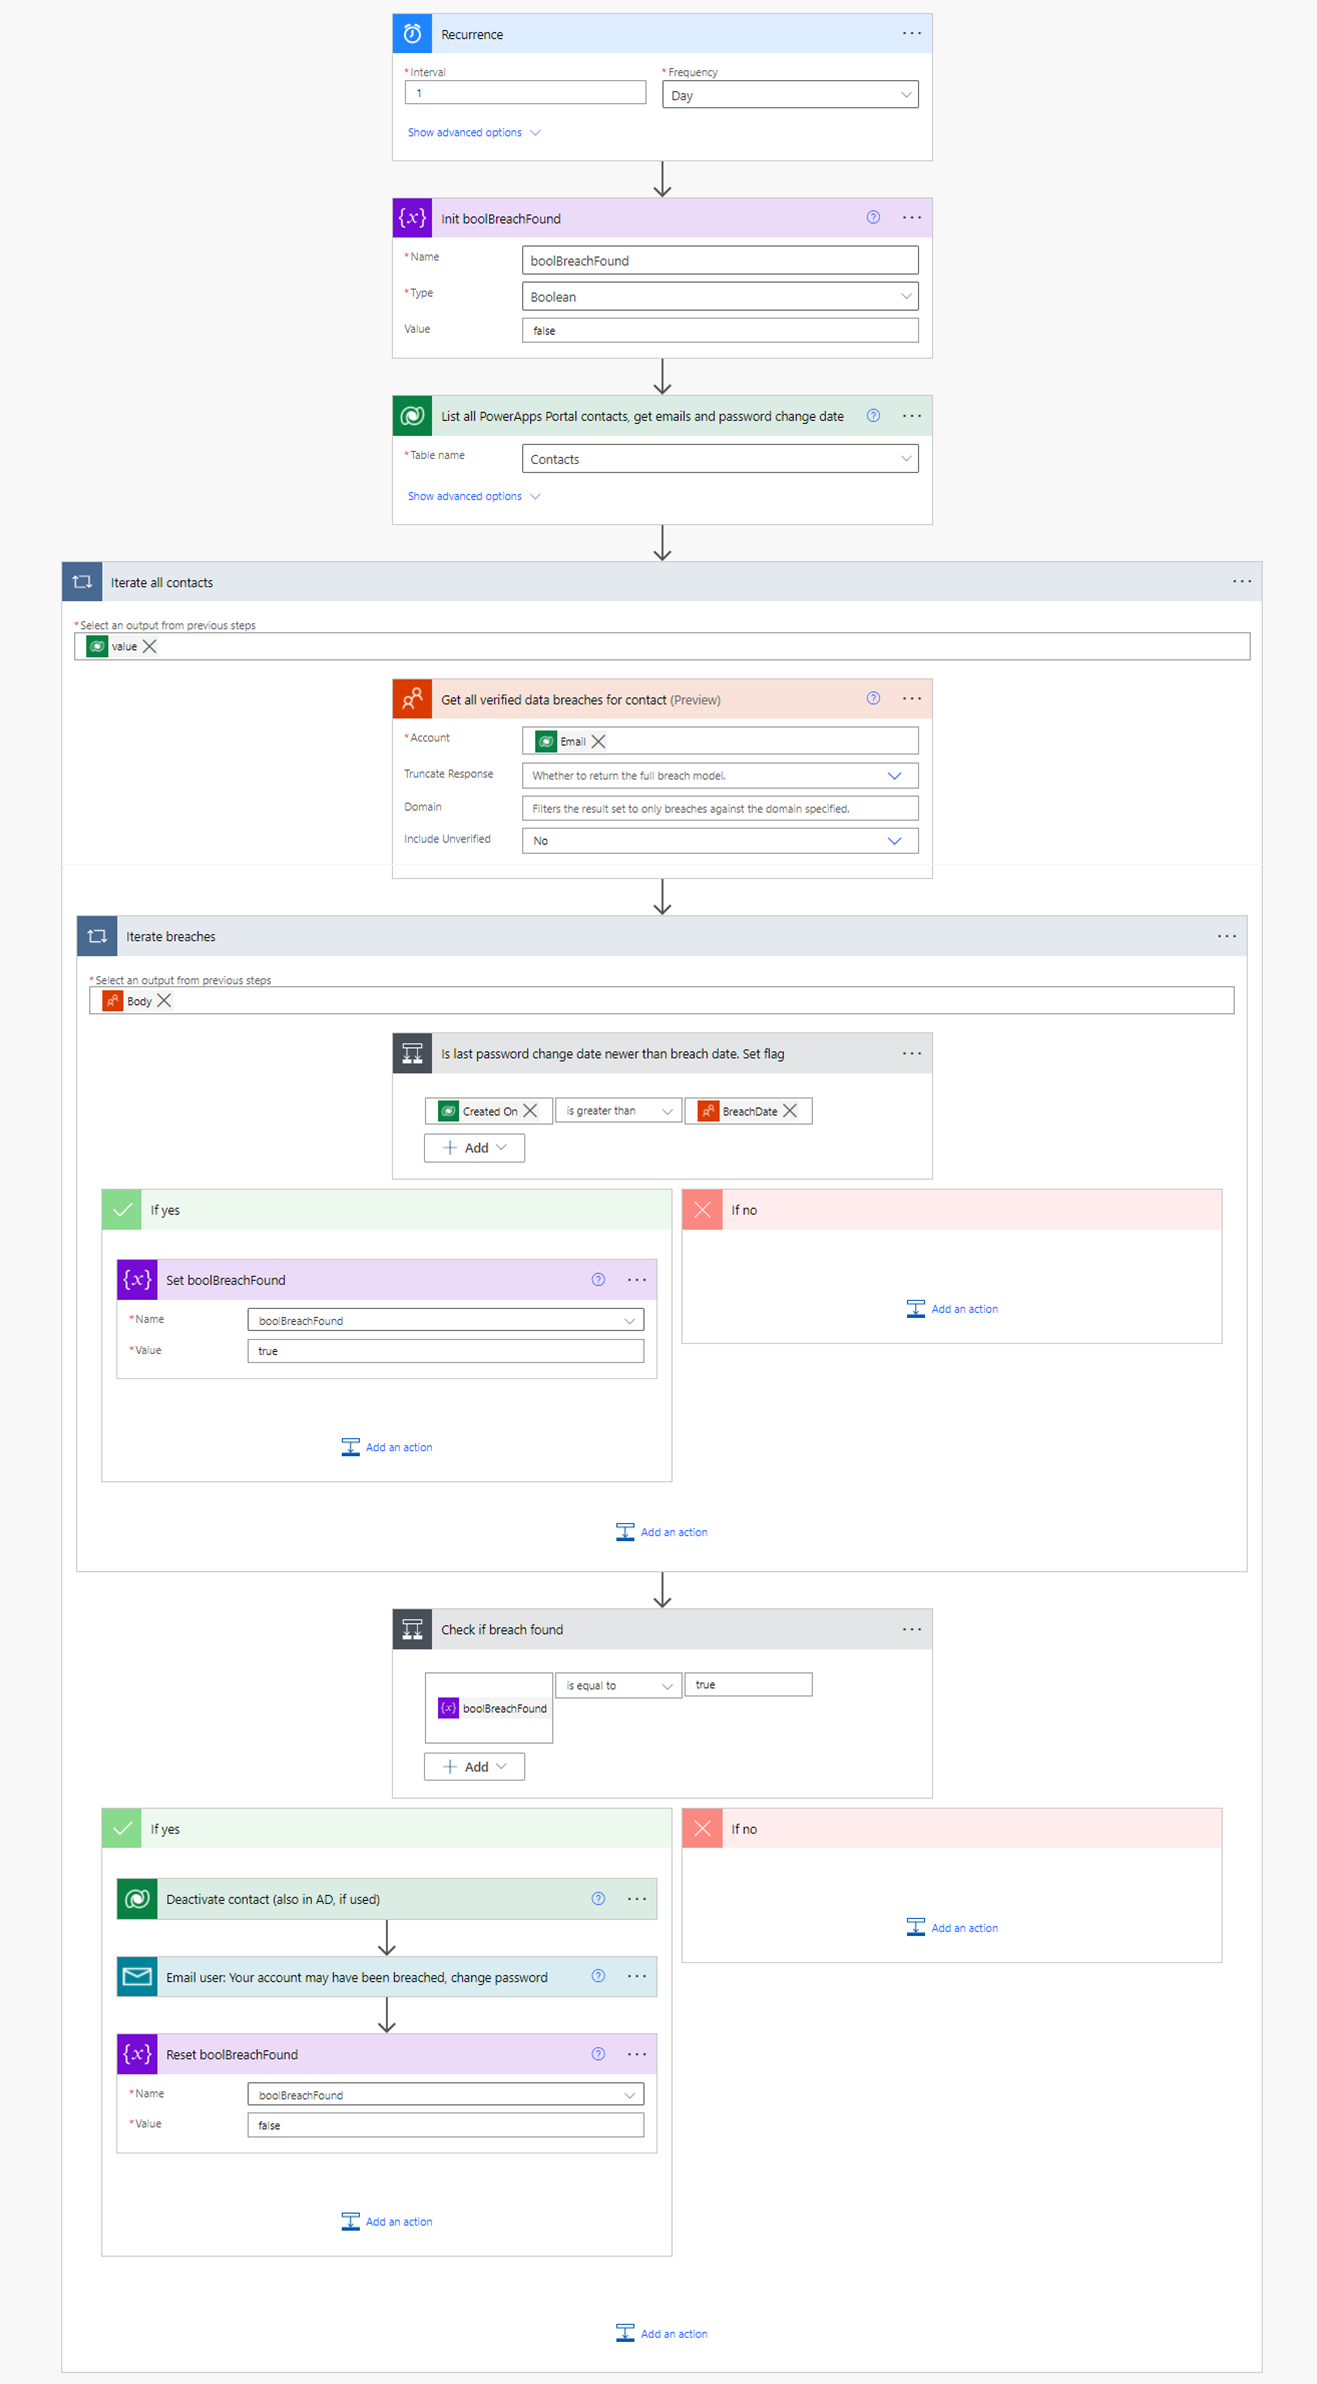 Recurrence
* Interval
* Frequency
1
Day
Show advanced options
{x} Init boolBreachFound
* Name
boolBreachFound
* Type
Boolean
Value
false
List all PowerApps Portal contacts, get emails and password change date
* Table name
Contacts
Show advanced options
Iterate all contacts
* Select an output from previous steps
value
Get all verified data breaches for contact (Preview)
* Account
Email
Truncate Response
Whether to return the full breach model.
Domain
Filters the result set to only breaches against the domain specified.
Include Unverified
No
Iterate breaches
* Select an output from previous steps
Body
Is last password change date newer than breach date. Set flag
Created On
is greater than
BreachDate
Add
If yes
If no
{x} Set boolBreachFound
* Name
boolBreachFound
* Value
true
Add an action
Add an action
Add an action
Check if breach found
{x} boolBreachFound
is equal to
true
Add
If yes
If no
Deactivate contact (also in AD, if used)
Add an action
Email user: Your account may have been breached, change password
{x} Reset boolBreachFound
* Name
boolBreachFound
* Value
false
Add an action
Add an action